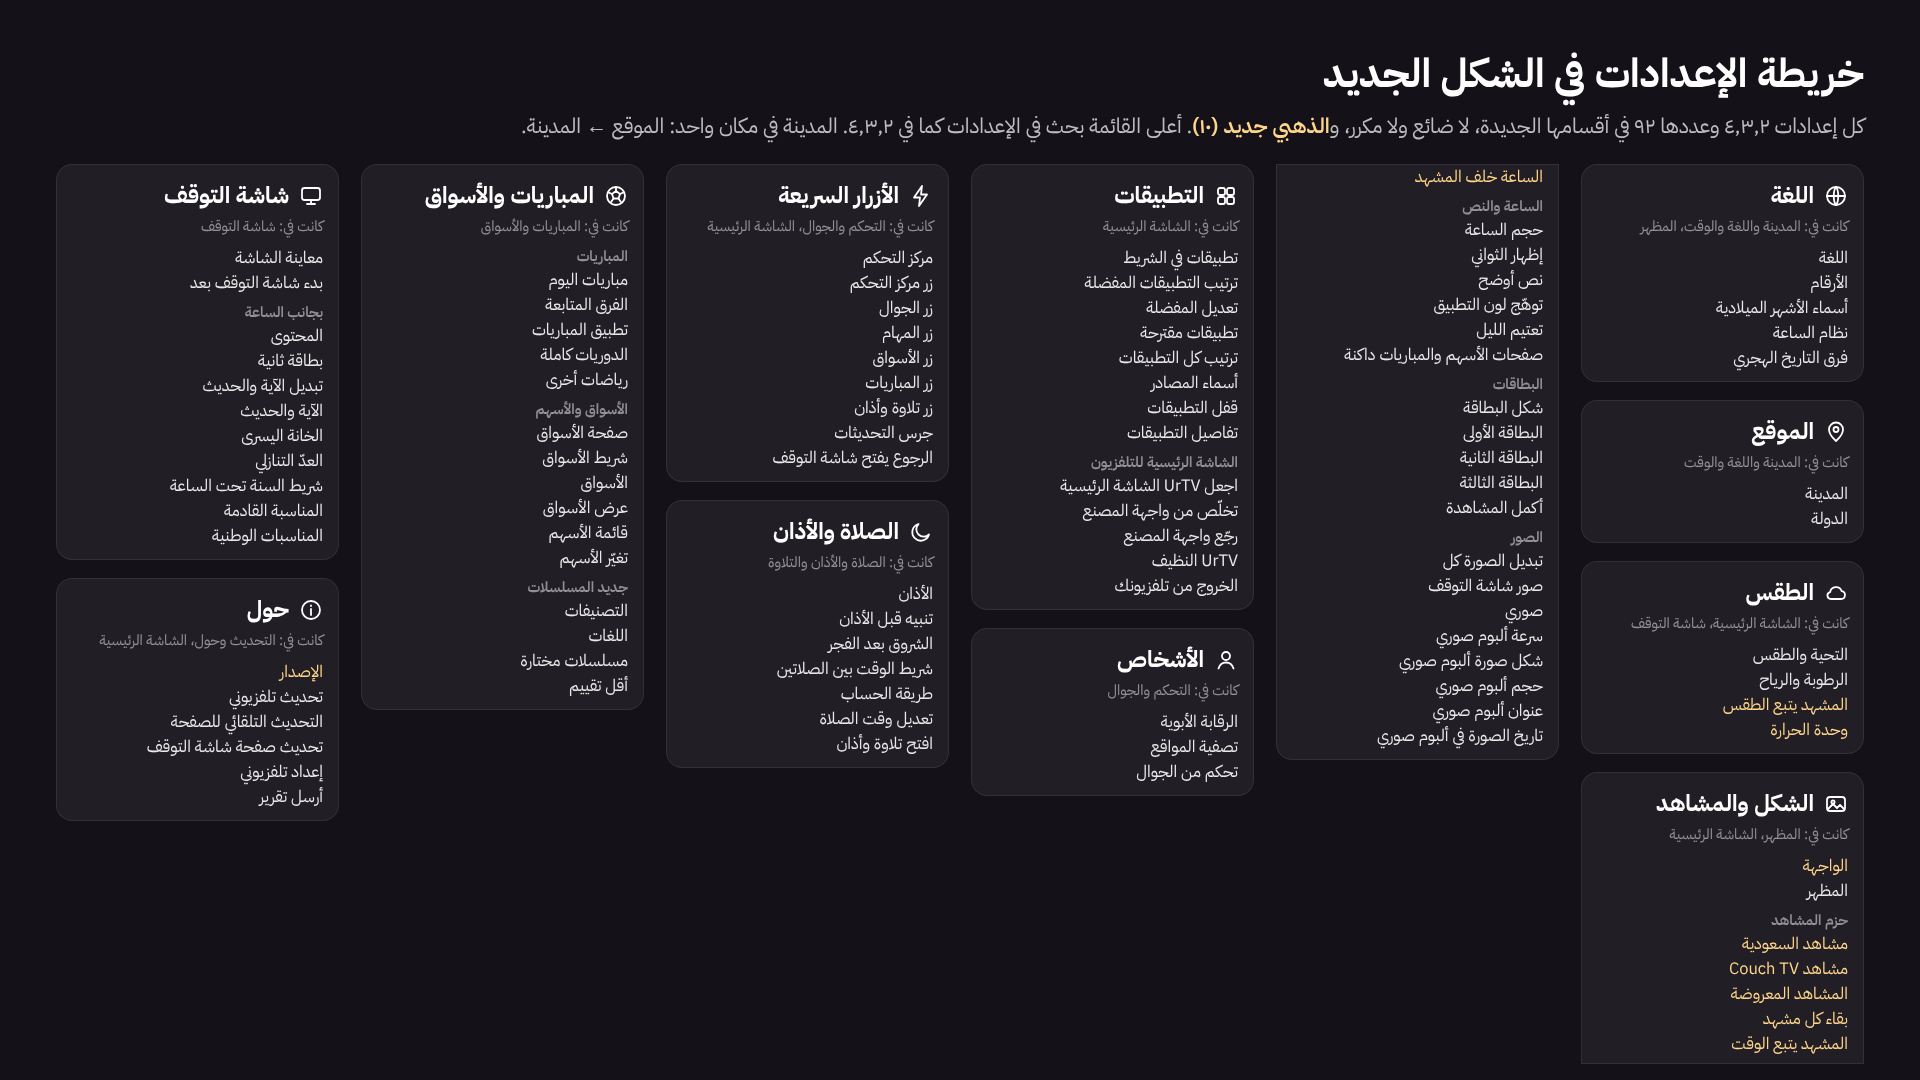 خريطة الإعدادات في الشكل الجديد
كل إعدادات ٤,٣,٢ وعددها ٩٢ في أقسامها الجديدة، لا ضائع ولا مكرر، والذهبي جديد (١٠). أعلى القائمة بحث في الإعدادات كما في ٤,٣,٢. المدينة في مكان واحد: الموقع ← المدينة.
اللغة
كانت في: المدينة واللغة والوقت، المظهر
اللغة
الأرقام
أسماء الأشهر الميلادية
نظام الساعة
فرق التاريخ الهجري
الموقع
كانت في: المدينة واللغة والوقت
المدينة
الدولة
الطقس
كانت في: الشاشة الرئيسية، شاشة التوقف
التحية والطقس
الرطوبة والرياح
المشهد يتبع الطقس
وحدة الحرارة
الشكل والمشاهد
كانت في: المظهر، الشاشة الرئيسية
الواجهة
المظهر
حزم المشاهد
مشاهد السعودية
مشاهد Couch TV
المشاهد المعروضة
بقاء كل مشهد
المشهد يتبع الوقت
الساعة خلف المشهد
الساعة والنص
حجم الساعة
إظهار الثواني
نص أوضح
توهّج لون التطبيق
تعتيم الليل
صفحات الأسهم والمباريات داكنة
البطاقات
شكل البطاقة
البطاقة الأولى
البطاقة الثانية
البطاقة الثالثة
أكمل المشاهدة
الصور
تبديل الصورة كل
صور شاشة التوقف
صوري
سرعة ألبوم صوري
شكل صورة ألبوم صوري
حجم ألبوم صوري
عنوان ألبوم صوري
تاريخ الصورة في ألبوم صوري
التطبيقات
كانت في: الشاشة الرئيسية
تطبيقات في الشريط
ترتيب التطبيقات المفضلة
تعديل المفضلة
تطبيقات مقترحة
ترتيب كل التطبيقات
أسماء المصادر
قفل التطبيقات
تفاصيل التطبيقات
الشاشة الرئيسية للتلفزيون
اجعل UrTV الشاشة الرئيسية
تخلّص من واجهة المصنع
رجّع واجهة المصنع
UrTV النظيف
الخروج من تلفزيونك
الأشخاص
كانت في: التحكم والجوال
الرقابة الأبوية
تصفية المواقع
تحكم من الجوال
الأزرار السريعة
كانت في: التحكم والجوال، الشاشة الرئيسية
مركز التحكم
زر مركز التحكم
زر الجوال
زر المهام
زر الأسواق
زر المباريات
زر تلاوة وأذان
جرس التحديثات
الرجوع يفتح شاشة التوقف
الصلاة والأذان
كانت في: الصلاة والأذان والتلاوة
الأذان
تنبيه قبل الأذان
الشروق بعد الفجر
شريط الوقت بين الصلاتين
طريقة الحساب
تعديل وقت الصلاة
افتح تلاوة وأذان
المباريات والأسواق
كانت في: المباريات والأسواق
المباريات
مباريات اليوم
الفرق المتابعة
تطبيق المباريات
الدوريات كاملة
رياضات أخرى
الأسواق والأسهم
صفحة الأسواق
شريط الأسواق
الأسواق
عرض الأسواق
قائمة الأسهم
تغيّر الأسهم
جديد المسلسلات
التصنيفات
اللغات
مسلسلات مختارة
أقل تقييم
شاشة التوقف
كانت في: شاشة التوقف
معاينة الشاشة
بدء شاشة التوقف بعد
بجانب الساعة
المحتوى
بطاقة ثانية
تبديل الآية والحديث
الآية والحديث
الخانة اليسرى
العدّ التنازلي
شريط السنة تحت الساعة
المناسبة القادمة
المناسبات الوطنية
حول
كانت في: التحديث وحول، الشاشة الرئيسية
الإصدار
تحديث تلفزيوني
التحديث التلقائي للصفحة
تحديث صفحة شاشة التوقف
إعداد تلفزيوني
أرسل تقرير